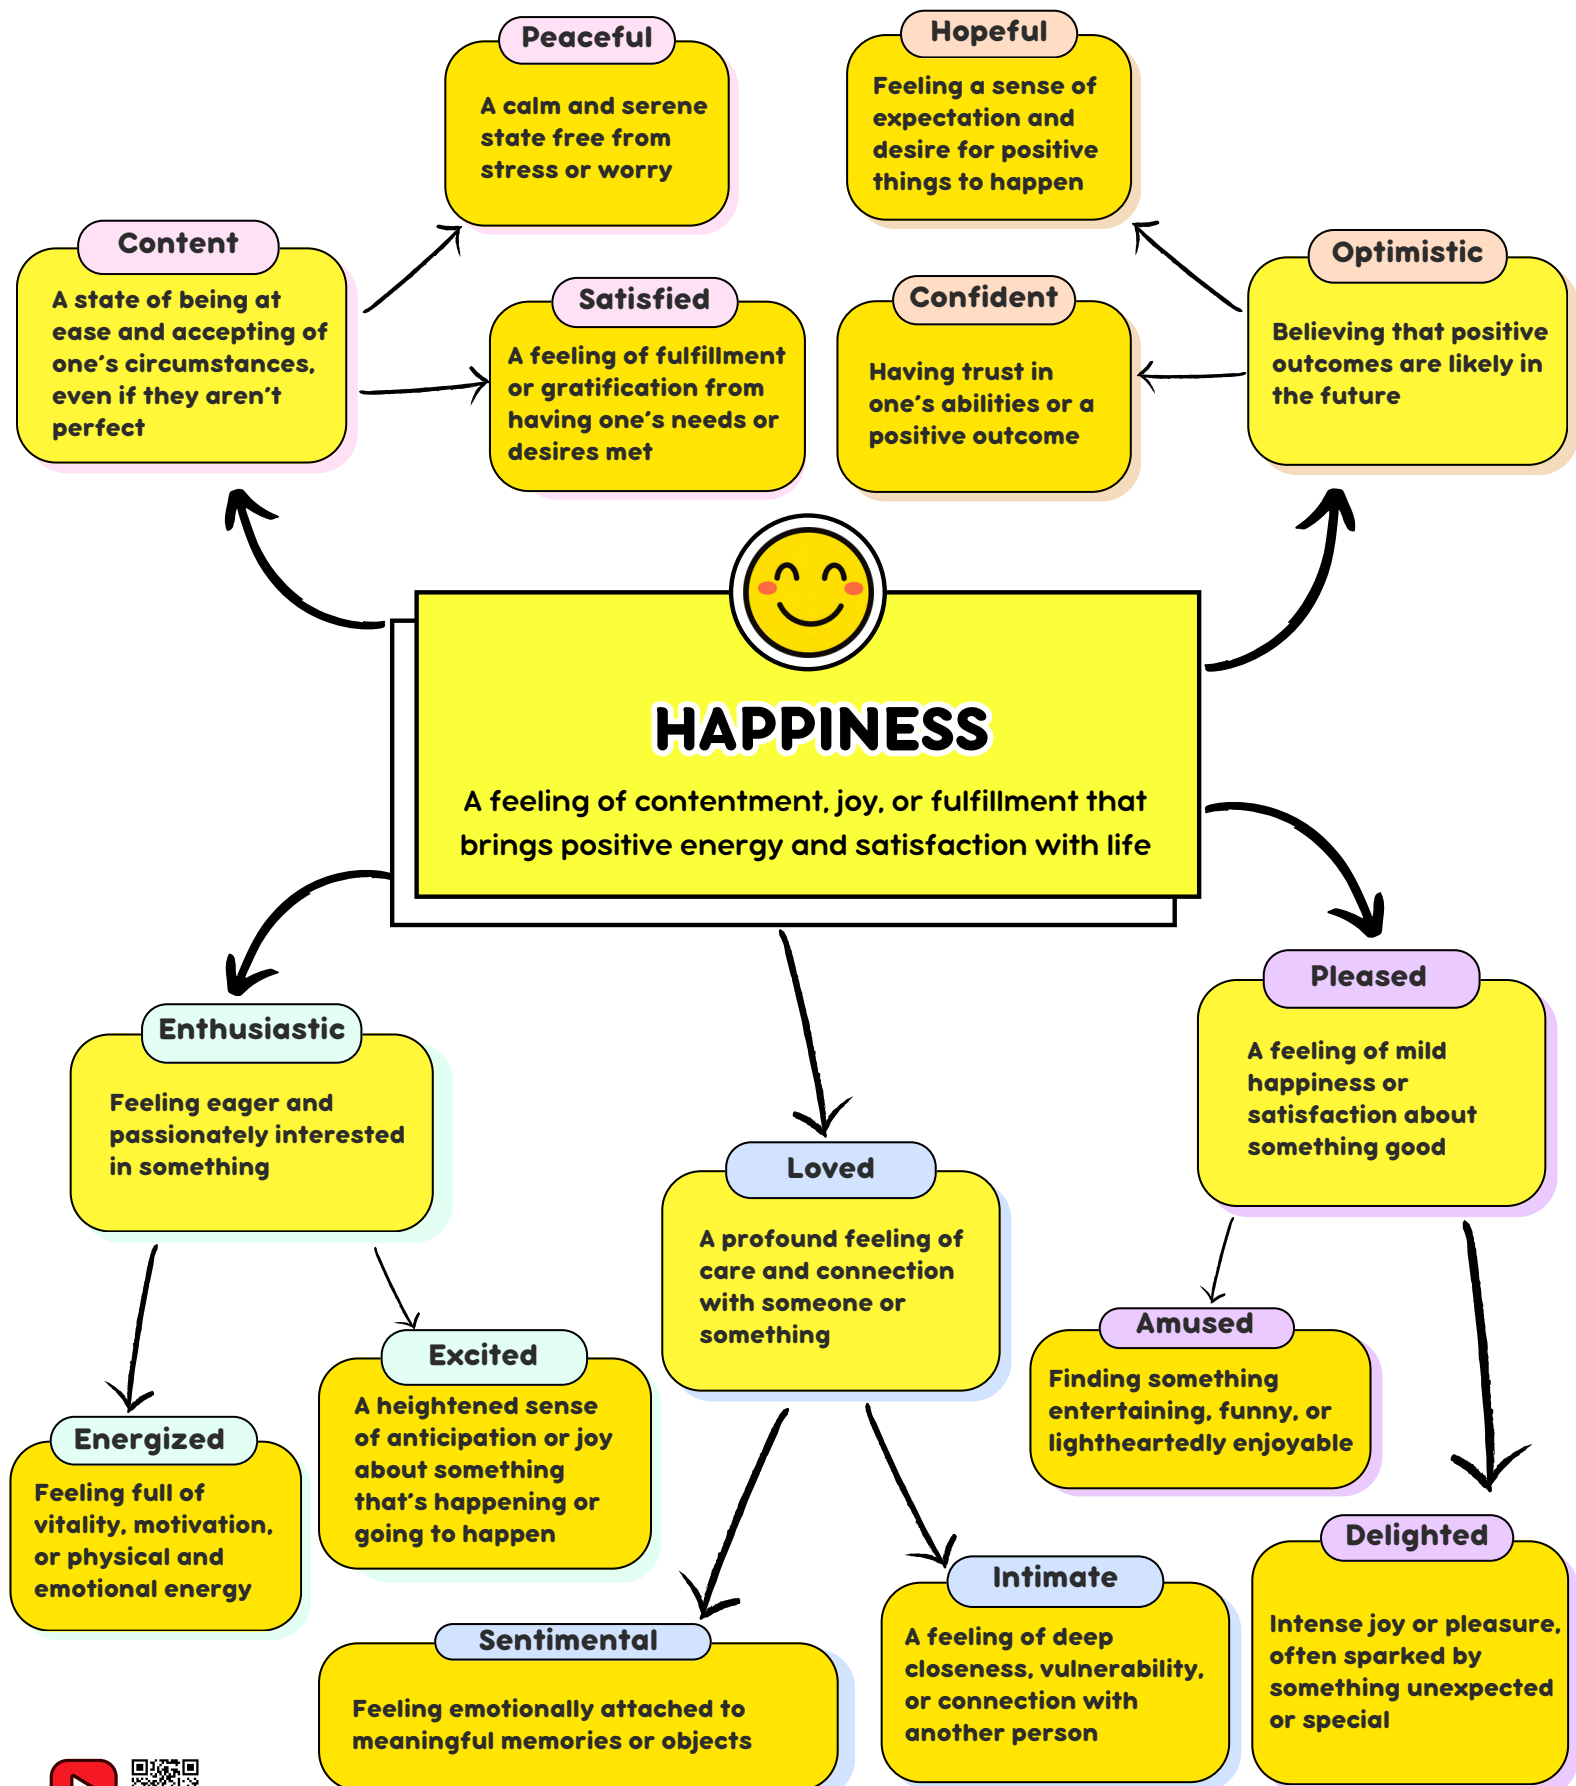 Peaceful
A calm and serene
state free from
stress or worry
Hopeful
Feeling a sense of
expectation and
desire for positive
things to happen
Content
A state of being at
ease and accepting of
one's circumstances,
even if they aren't
perfect
Satisfied
A feeling of fulfillment
or gratification from
having one's needs or
desires met
Confident
Having trust in
one's abilities or a
positive outcome
Optimistic
Believing that positive
outcomes are likely in
the future
HAPPINESS
A feeling of contentment, joy, or fulfillment that
brings positive energy and satisfaction with life
Enthusiastic
Feeling eager and
passionately interested
in something
Loved
A profound feeling of
care and connection
with someone or
something
Pleased
A feeling of mild
happiness or
satisfaction about
something good
Energized
Feeling full of
vitality, motivation,
or physical and
emotional energy
Excited
A heightened sense
of anticipation or joy
about something
that's happening or
going to happen
Sentimental
Feeling emotionally attached to
meaningful memories or objects
Intimate
A feeling of deep
closeness, vulnerability,
or connection with
another person
Amused
Finding something
entertaining, funny, or
lightheartedly enjoyable
Delighted
Intense joy or pleasure,
often sparked by
something unexpected
or special